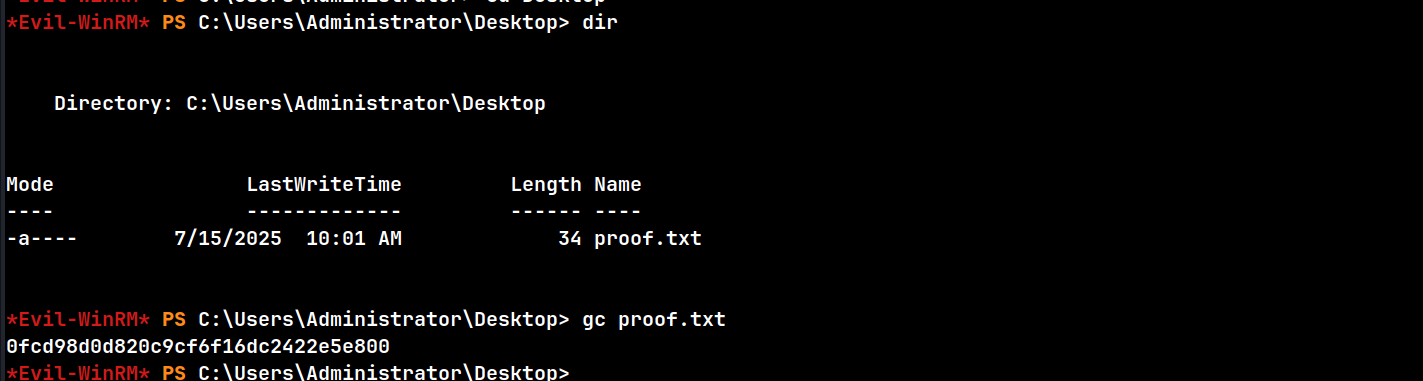 *Evil-WinRM* PS C:\Users\Administrator\Desktop> dir
Directory: C:\Users\Administrator\Desktop
Mode                LastWriteTime         Length Name
----                -------------         ------ ----
-a----        7/15/2025  10:01 AM             34 proof.txt
*Evil-WinRM* PS C:\Users\Administrator\Desktop> gc proof.txt
0fcd98d0d820c9cf6f16dc2422e5e800
*Evil-WinRM* PS C:\Users\Administrator\Desktop>